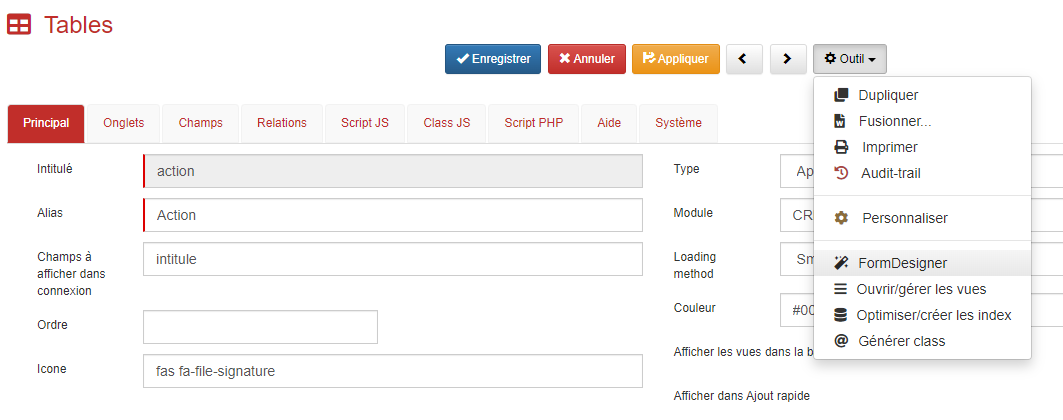 Tables
Enregistrer Annuler Appliquer Outil
Dupliquer
Fusionner...
Imprimer
Audit-trail
Personnaliser
FormDesigner
Ouvrir/gérer les vues
Optimiser/créer les index
Générer class
Principal Onglets Champs Relations Script JS Class JS Script PHP Aide Système
Intitulé action
Alias Action
Champs à
afficher dans
connexion
intitule
Ordre
Icone fas fa-file-signature
Type Ap
Module CR
Loading
method
Sm
Couleur #00
Afficher les vues dans la b
Afficher dans Ajout rapide